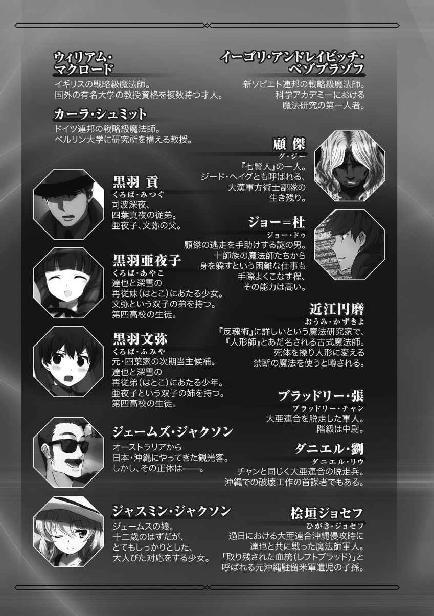 ウィリアム・
マクロード
イギリスの戦略級魔法師。
国外の有名大学の教授資格を複数持つ才人。
カーラ・シュミット
ドイツ連邦の戦略級魔法師。
ベルリン大学に研究所を構える教授。
黒羽 貢
くろば・みつぐ
司波深夜、
四葉真夜の従弟。
亜夜子、文弥の父。
黒羽亜夜子
くろば・あやこ
達也と深雪の
再従妹（はとこ）にあたる少女。
文弥という双子の弟を持つ。
第四高校の生徒。
黒羽文弥
くろば・ふみや
元・四葉家の次期当主候補。
達也と深雪の
再従弟（はとこ）にあたる少年。
亜夜子という双子の姉を持つ。
第四高校の生徒。
ジェームズ・ジャクソン
オーストラリアから
日本・沖縄にやってきた観光客。
しかし、その正体は――。
ジャスミン・ジャクソン
ジェームズの娘。
十二歳のはずだが、
とてもしっかりとした、
大人びた対応をする少女。
イーゴリ・アンドレイビッチ・
ベゾブラゾフ
新ソビエト連邦の戦略級魔法師。
科学アカデミーにおける
魔法研究の第一人者。
顧 傑
グ・ジー
『七賢人』の一人。
ジード・ヘイグとも呼ばれる、
大漢軍方術士部隊の
生き残り。
ジョー＝杜
ジョー・ドゥ
顧傑の逃走を手助けする謎の男。
十師族の魔法師たちから
身を躱すという困難な仕事も
手際よくこなすほど、
その能力は高い。
近江円磨
おうみ・かずきよ
『反魂術』に詳しいという魔法研究家で、
『人形師』とあだ名される古式魔法師。
死体を操り人形に変える
禁断の魔法を使うと噂される。
ブラッドリー・張
ブラッドリー・チャン
大亜連合を脱走した軍人。
階級は中尉。
ダニエル・劉
ダニエル・リウ
チャンと同じく大亜連合の脱走兵。
沖縄での破壊工作の首謀者でもある。
桧垣ジョセフ
ひがき・ジョセフ
過日における大亜連合沖縄侵攻時に
達也と共に戦った魔法師軍人。
「取り残された血統（レフトブラッド）」と
呼ばれる元沖縄駐留米軍遺児の子孫。